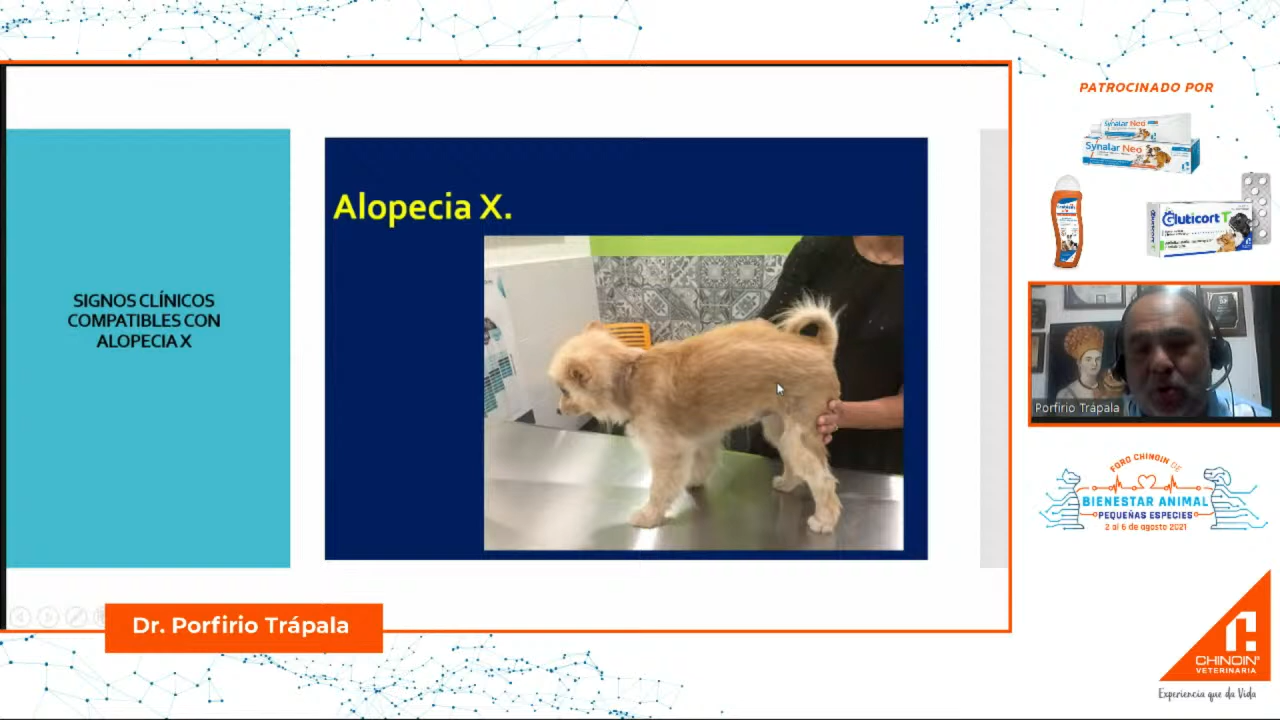 PATROCINADO POR
Synalar Neo
Synalar Neo
Gluticort T
Alopecia X.
SIGNOS CLÍNICOS
COMPATIBLES CON
ALOPECIA X
Porfirio Trápala
FORO CHINOIN DE
BIENESTAR ANIMAL
PEQUEÑAS ESPECIES
2 al 6 de agosto 2021
Dr. Porfirio Trápala
CHINOIN®
VETERINARIA
Experiencia que da Vida